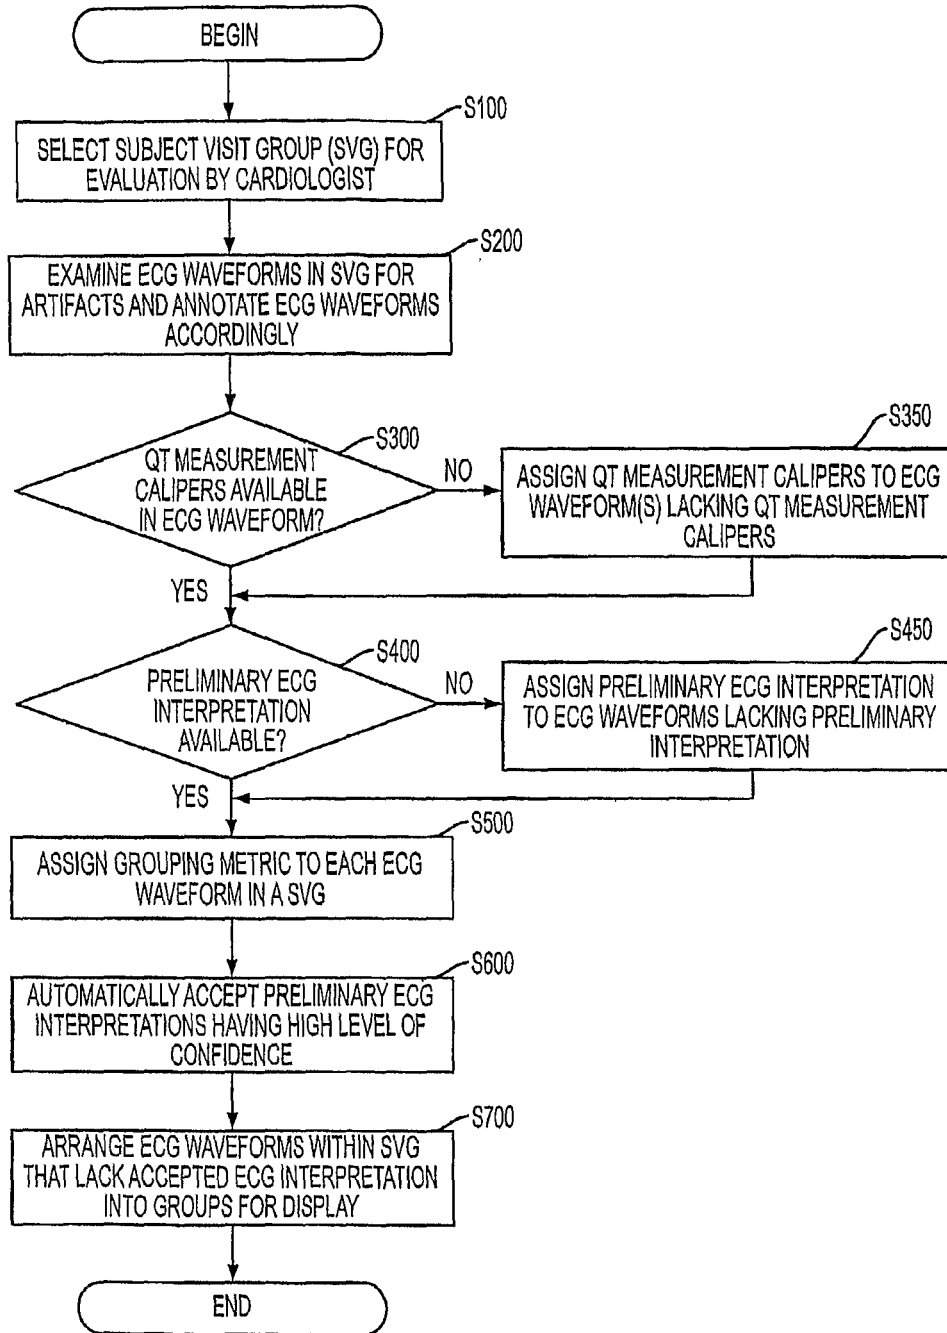 BEGIN
S100
SELECT SUBJECT VISIT GROUP (SVG) FOR
EVALUATION BY CARDIOLOGIST
S200
EXAMINE ECG WAVEFORMS IN SVG FOR
ARTIFACTS AND ANNOTATE ECG WAVEFORMS
ACCORDINGLY
S300
QT MEASUREMENT
CALIPERS AVAILABLE
IN ECG WAVEFORM?
NO
S350
ASSIGN QT MEASUREMENT CALIPERS TO ECG
WAVEFORM(S) LACKING QT MEASUREMENT
CALIPERS
YES
S400
PRELIMINARY ECG
INTERPRETATION
AVAILABLE?
NO
S450
ASSIGN PRELIMINARY ECG INTERPRETATION
TO ECG WAVEFORMS LACKING PRELIMINARY
INTERPRETATION
YES
S500
ASSIGN GROUPING METRIC TO EACH ECG
WAVEFORM IN A SVG
S600
AUTOMATICALLY ACCEPT PRELIMINARY ECG
INTERPRETATIONS HAVING HIGH LEVEL OF
CONFIDENCE
S700
ARRANGE ECG WAVEFORMS WITHIN SVG
THAT LACK ACCEPTED ECG INTERPRETATION
INTO GROUPS FOR DISPLAY
END